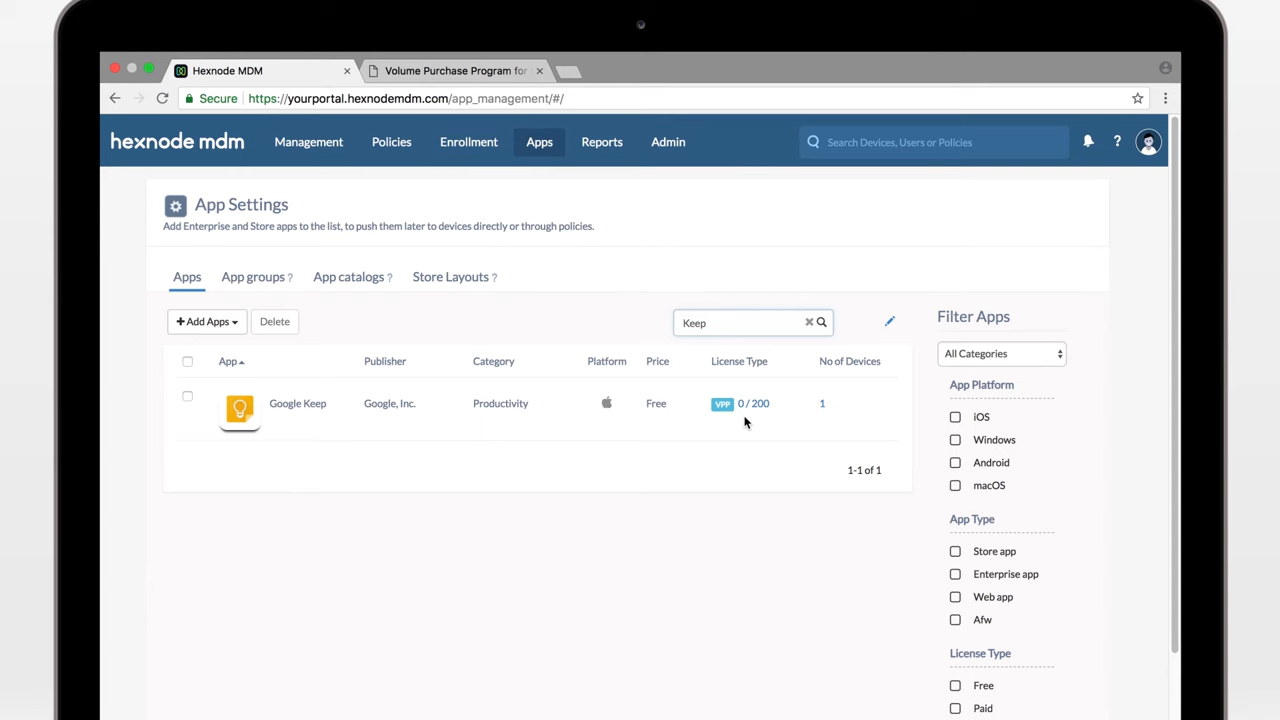 Hexnode MDM
Volume Purchase Program for
Secure https://yourportal.hexnodemdm.com/app_management/#/
hexnode mdm
Management
Policies
Enrollment
Apps
Reports
Admin
Search Devices, Users or Policies
?
App Settings
Add Enterprise and Store apps to the list, to push them later to devices directly or through policies.
Apps
App groups ?
App catalogs ?
Store Layouts ?
+ Add Apps
Delete
Keep
App
Publisher
Category
Platform
Price
License Type
No of Devices
Google Keep
Google, Inc.
Productivity
Free
VPP 0 / 200
1
1-1 of 1
Filter Apps
All Categories
App Platform
iOS
Windows
Android
macOS
App Type
Store app
Enterprise app
Web app
Afw
License Type
Free
Paid